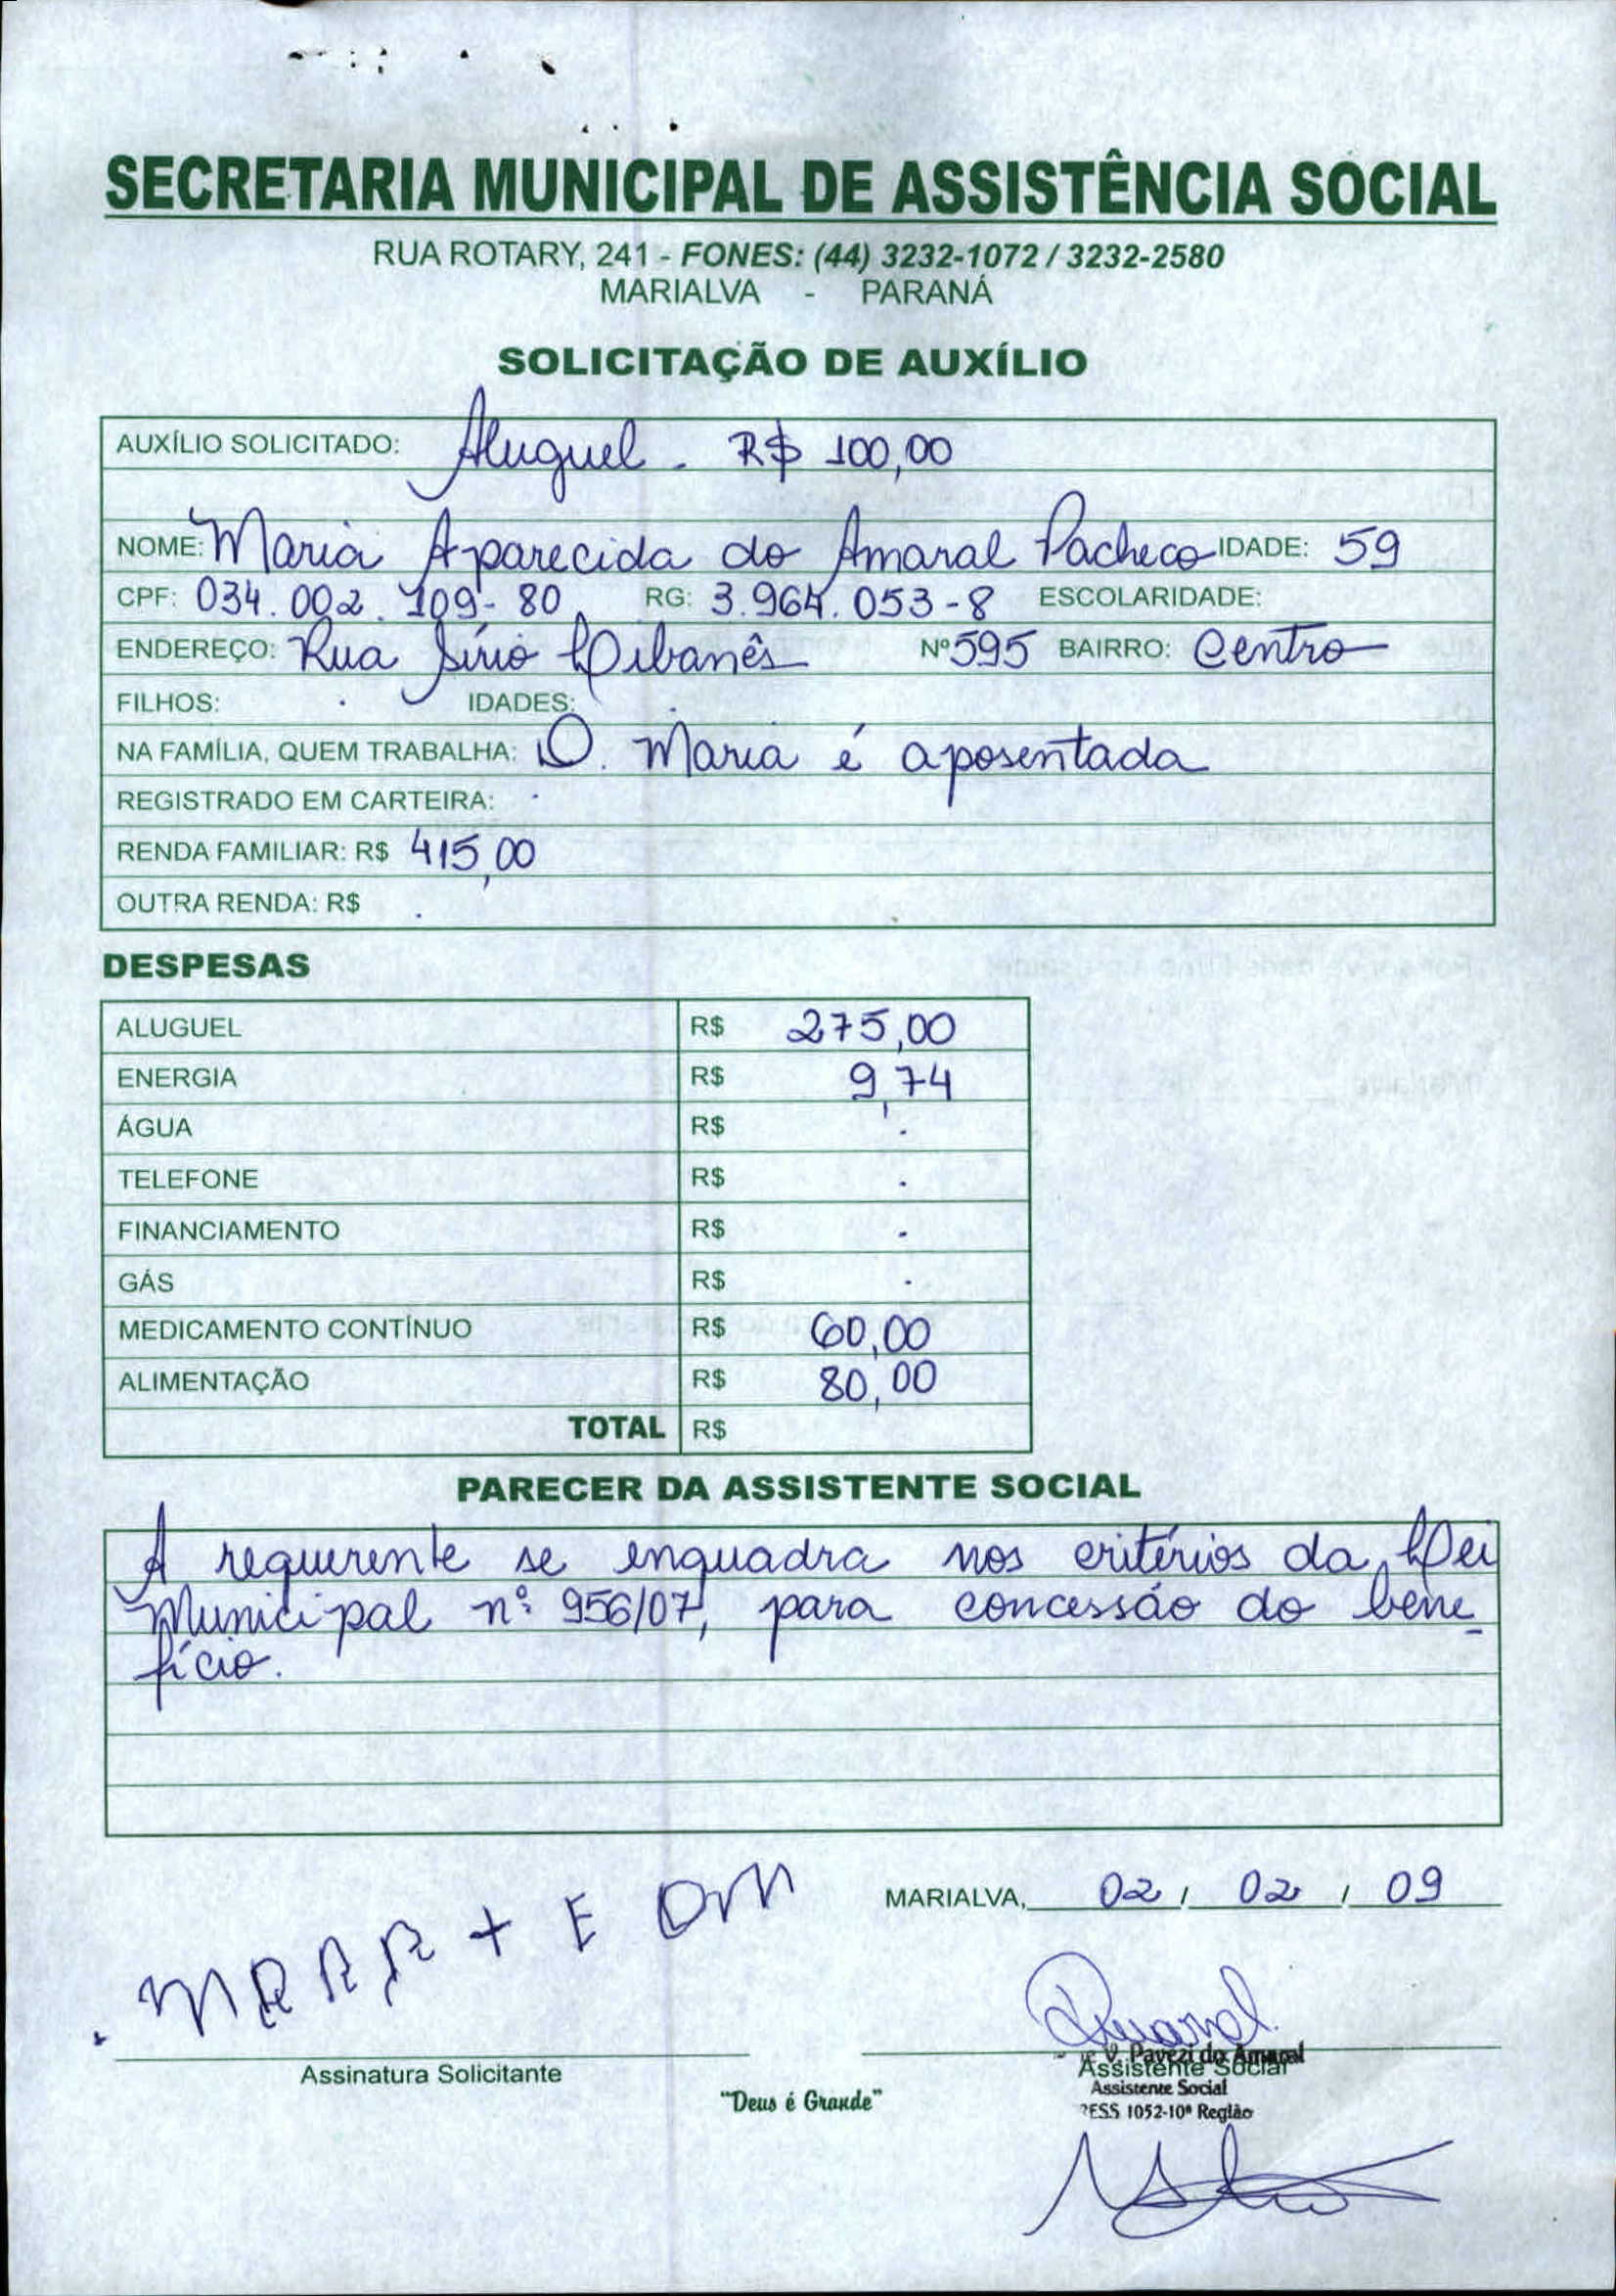 SECRETARIA MUNICIPAL DE ASSISTÊNCIA SOCIAL
RUA ROTARY, 241 - FONES: (44) 3232-1072 / 3232-2580
MARIALVA - PARANÁ
SOLICITAÇÃO DE AUXÍLIO
AUXÍLIO SOLICITADO: Aluguel - R$ 100,00
NOME: Maria Aparecida do Amaral Pacheco IDADE: 59
CPF: 034.002.109-80 RG: 3.964.053-8 ESCOLARIDADE:
ENDEREÇO: Rua Sírio Libanês Nº 595 BAIRRO: Centro
FILHOS: IDADES:
NA FAMÍLIA, QUEM TRABALHA: D. Maria é aposentada
REGISTRADO EM CARTEIRA: -
RENDA FAMILIAR: R$ 415,00
OUTRA RENDA: R$ .
DESPESAS
ALUGUEL R$ 275,00
ENERGIA R$ 9,74
ÁGUA R$ .
TELEFONE R$ .
FINANCIAMENTO R$ .
GÁS R$ .
MEDICAMENTO CONTÍNUO R$ 60,00
ALIMENTAÇÃO R$ 80,00
TOTAL R$
PARECER DA ASSISTENTE SOCIAL
A requerente se enquadra nos critérios da Lei
Municipal nº 956/07, para concessão do bene-
fício.
MARIALVA, 02 / 02 / 09
Assinatura Solicitante
V. Pavezi do Amaral
Assistente Social
Assistente Social
ESS 1052-10ª Região
"Deus é Grande"